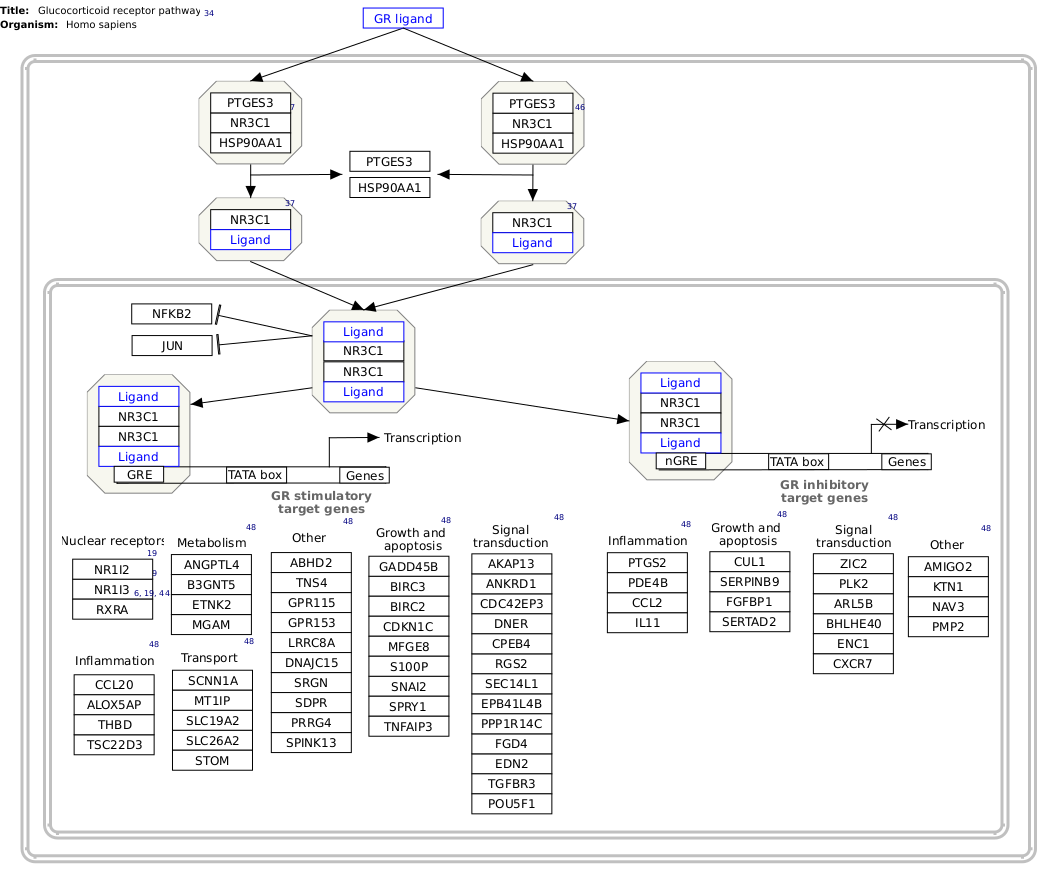 Title: Glucocorticoid receptor pathway 34
Organism: Homo sapiens
GR ligand
PTGES3 7
NR3C1
HSP90AA1
PTGES3 46
NR3C1
HSP90AA1
PTGES3
HSP90AA1
37
NR3C1
Ligand
37
NR3C1
Ligand
NFKB2
JUN
Ligand
NR3C1
NR3C1
Ligand
Ligand
NR3C1
NR3C1
Ligand
GRE TATA box Genes
Transcription
GR stimulatory
target genes
Ligand
NR3C1
NR3C1
Ligand
nGRE TATA box Genes
Transcription
GR inhibitory
target genes
Nuclear receptors
19
NR1I2
9
NR1I3
6, 19, 44
RXRA
48
Metabolism
ANGPTL4
B3GNT5
ETNK2
MGAM
48
Inflammation
CCL20
ALOX5AP
THBD
TSC22D3
48
Transport
SCNN1A
MT1IP
SLC19A2
SLC26A2
STOM
48
Other
ABHD2
TNS4
GPR115
GPR153
LRRC8A
DNAJC15
SRGN
SDPR
PRRG4
SPINK13
48
Growth and
apoptosis
GADD45B
BIRC3
BIRC2
CDKN1C
MFGE8
S100P
SNAI2
SPRY1
TNFAIP3
48
Signal
transduction
AKAP13
ANKRD1
CDC42EP3
DNER
CPEB4
RGS2
SEC14L1
EPB41L4B
PPP1R14C
FGD4
EDN2
TGFBR3
POU5F1
48
Inflammation
PTGS2
PDE4B
CCL2
IL11
48
Growth and
apoptosis
CUL1
SERPINB9
FGFBP1
SERTAD2
48
Signal
transduction
ZIC2
PLK2
ARL5B
BHLHE40
ENC1
CXCR7
48
Other
AMIGO2
KTN1
NAV3
PMP2